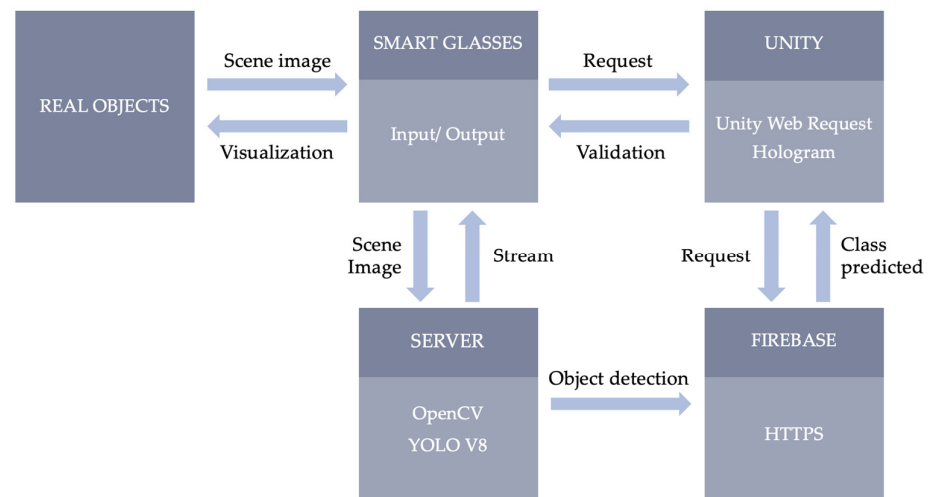 SMART GLASSES
UNITY
Scene image
Request
REAL OBJECTS
Input/ Output
Unity Web Request
Hologram
Visualization
Validation
Scene
Image
Stream
Request
Class
predicted
SERVER
FIREBASE
Object detection
OpenCV
YOLO V8
HTTPS